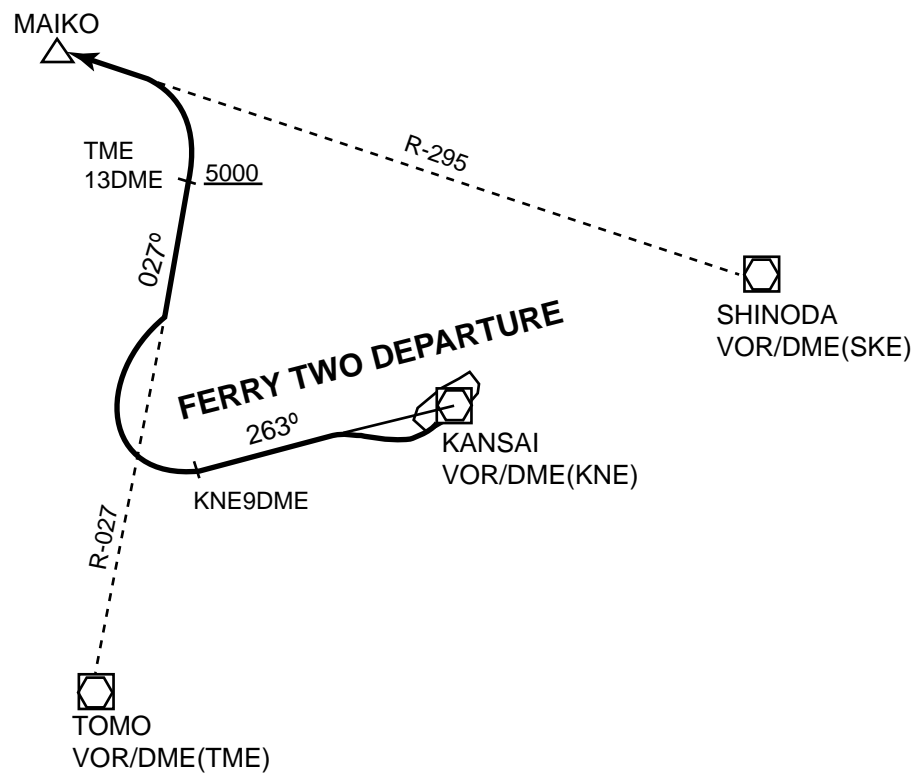 MAIKO
TME
13DME
5000
R-295
027º
SHINODA
VOR/DME(SKE)
FERRY TWO DEPARTURE
263º
KANSAI
VOR/DME(KNE)
KNE9DME
R-027
TOMO
VOR/DME(TME)